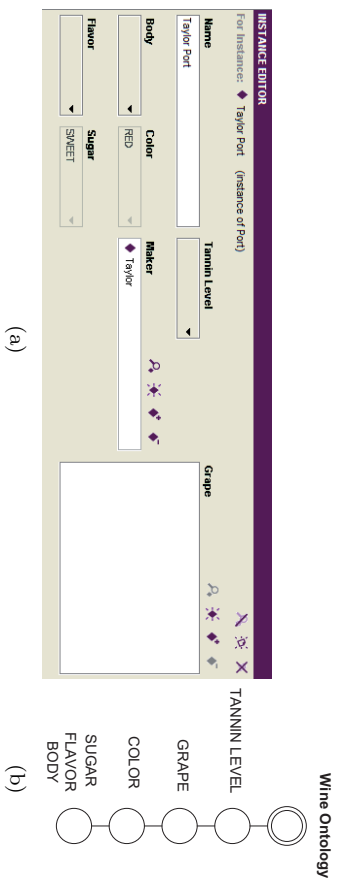 INSTANCE EDITOR
For Instance: Taylor Port (instance of Port)
Name
Taylor Port
Tannin Level
Grape
Body
Color
RED
Maker
Taylor
Flavor
Sugar
SWEET
(a)
Wine Ontology
TANNIN LEVEL
GRAPE
COLOR
SUGAR
FLAVOR
BODY
(b)